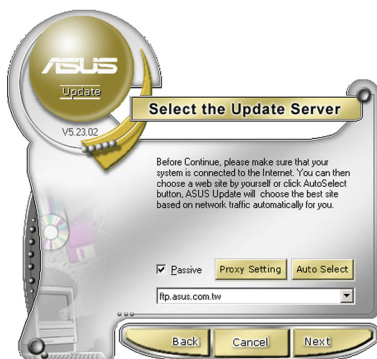 ASUS
Update
V5.23.02
Select the Update Server
Before Continue, please make sure that your
system is connected to the Internet. You can then
choose a web site by yourself or click AutoSelect
button, ASUS Update will choose the best site
based on network traffic automatically for you.
Passive
Proxy Setting
Auto Select
ftp.asus.com.tw
Back
Cancel
Next